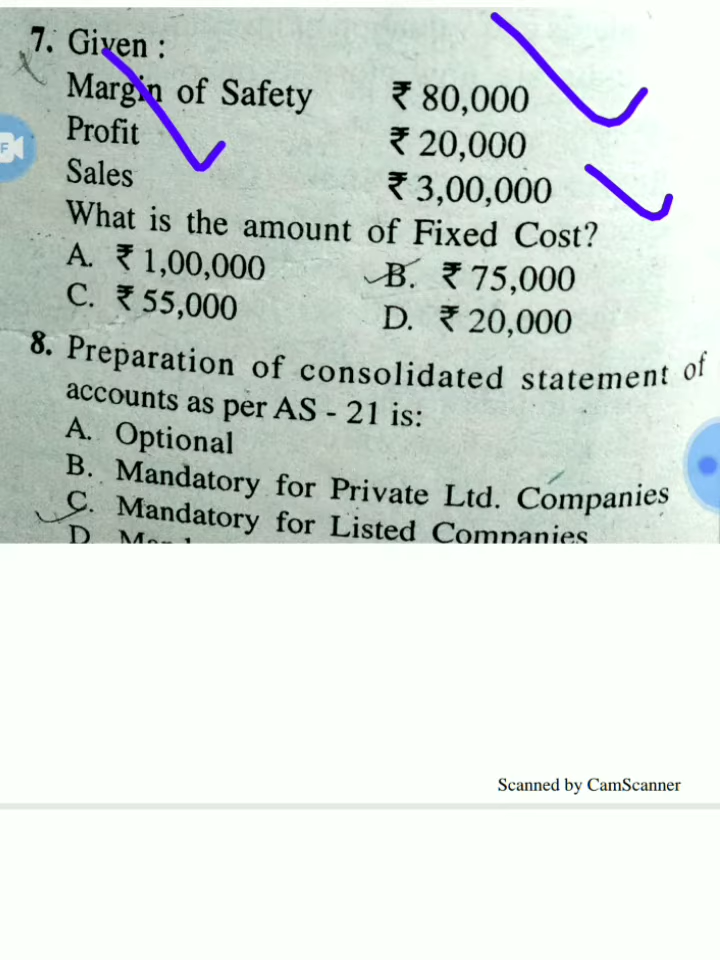 7. Given :
Margin of Safety ₹ 80,000
Profit ₹ 20,000
Sales ₹ 3,00,000
What is the amount of Fixed Cost?
A. ₹ 1,00,000 B. ₹ 75,000
C. ₹ 55,000 D. ₹ 20,000
8. Preparation of consolidated statement of
accounts as per AS - 21 is:
A. Optional
B. Mandatory for Private Ltd. Companies
C. Mandatory for Listed Companies
D
Scanned by CamScanner